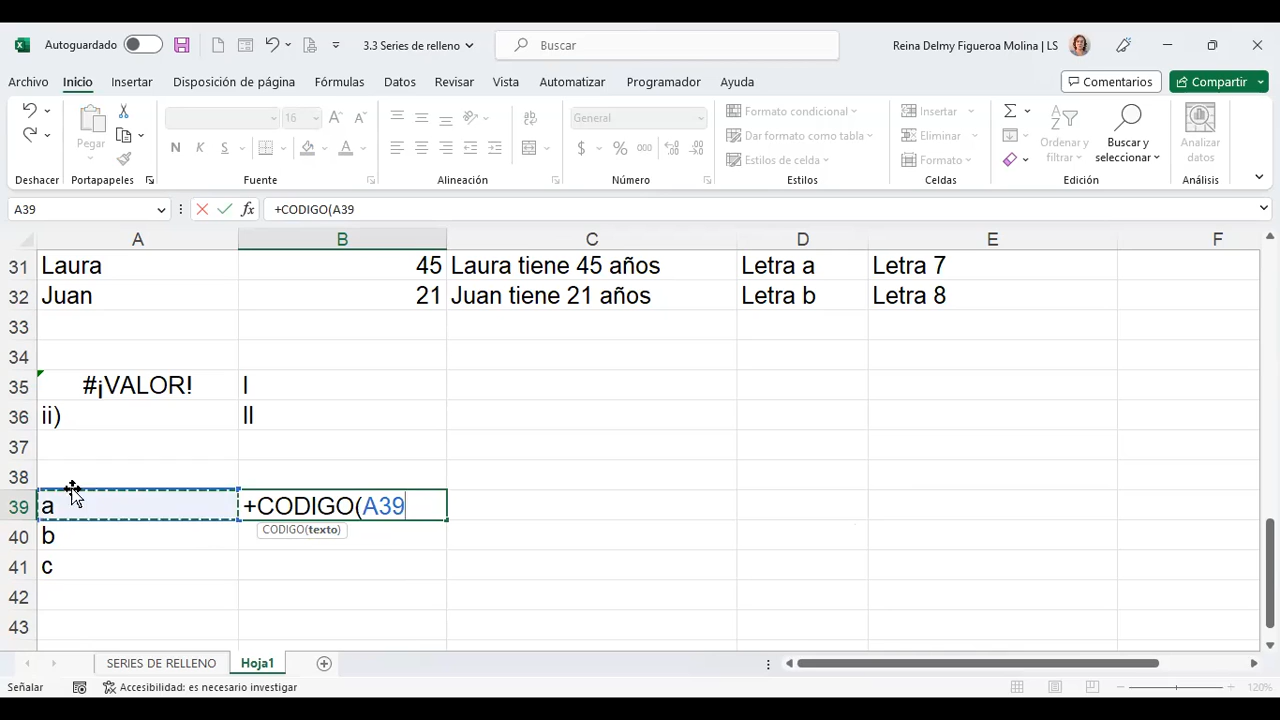 Autoguardado 3.3 Series de relleno Buscar Reina Delmy Figueroa Molina | LS
Archivo Inicio Insertar Disposición de página Fórmulas Datos Revisar Vista Automatizar Programador Ayuda Comentarios Compartir
Pegar
16
N K S
General
$ % 000
Formato condicional
Dar formato como tabla
Estilos de celda
Insertar
Eliminar
Formato
Ordenar y filtrar
Buscar y seleccionar
Analizar datos
Deshacer Portapapeles Fuente Alineación Número Estilos Celdas Edición Análisis
A39 fx +CODIGO(A39
A B C D E F
31 Laura 45 Laura tiene 45 años Letra a Letra 7
32 Juan 21 Juan tiene 21 años Letra b Letra 8
33
34
35 #¡VALOR! I
36 ii) II
37
38
39 a +CODIGO(A39
CODIGO(texto)
40 b
41 c
42
43
SERIES DE RELLENO Hoja1
Señalar Accesibilidad: es necesario investigar 120%